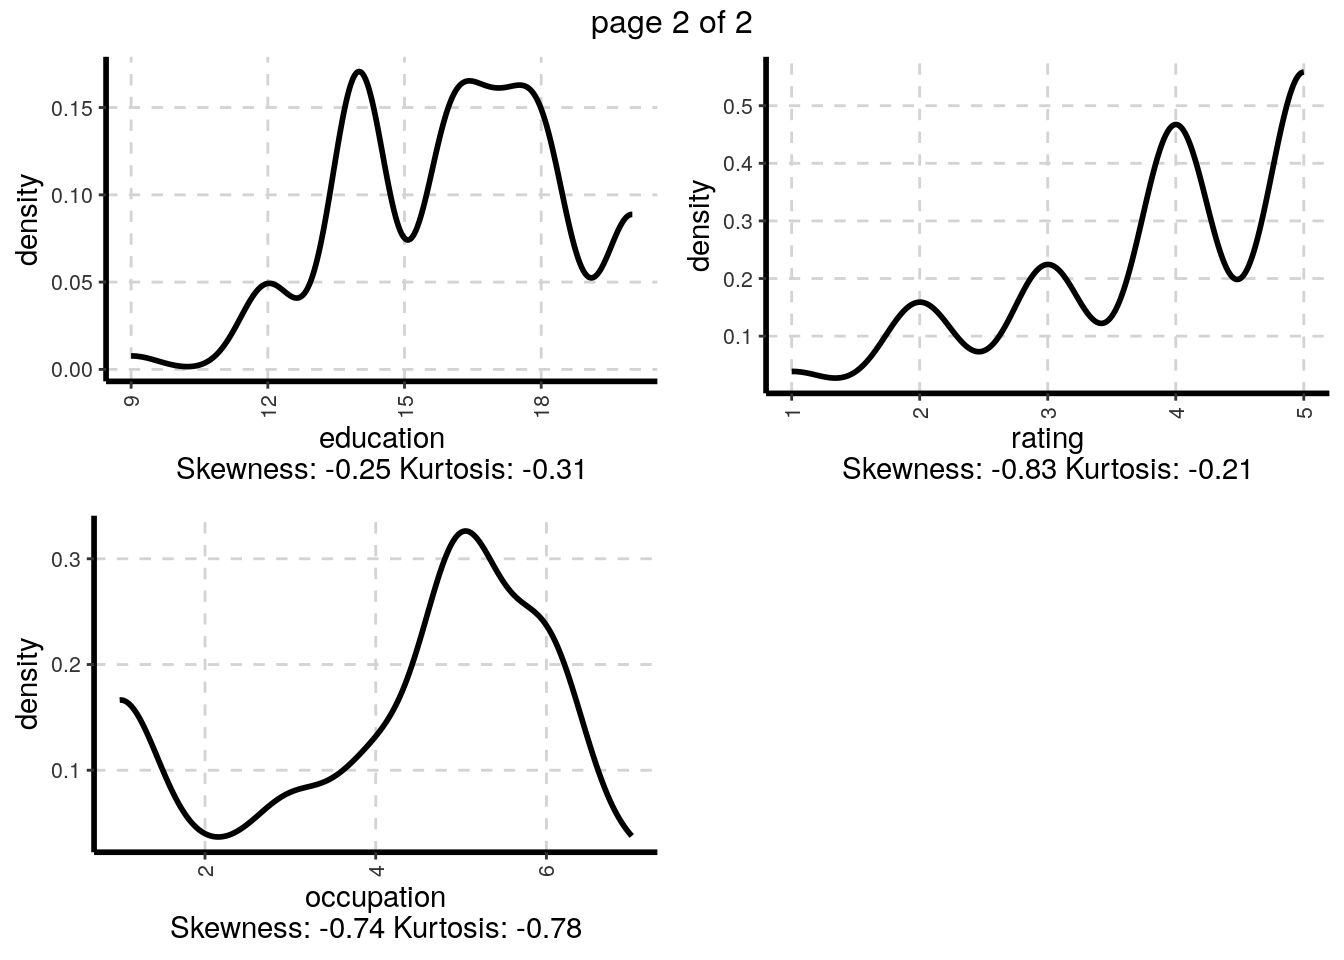 page 2 of 2
density
0.15
0.10
0.05
0.00
9 12 15 18
education
Skewness: -0.25 Kurtosis: -0.31
density
0.5
0.4
0.3
0.2
0.1
1 2 3 4 5
rating
Skewness: -0.83 Kurtosis: -0.21
density
0.3
0.2
0.1
2 4 6
occupation
Skewness: -0.74 Kurtosis: -0.78